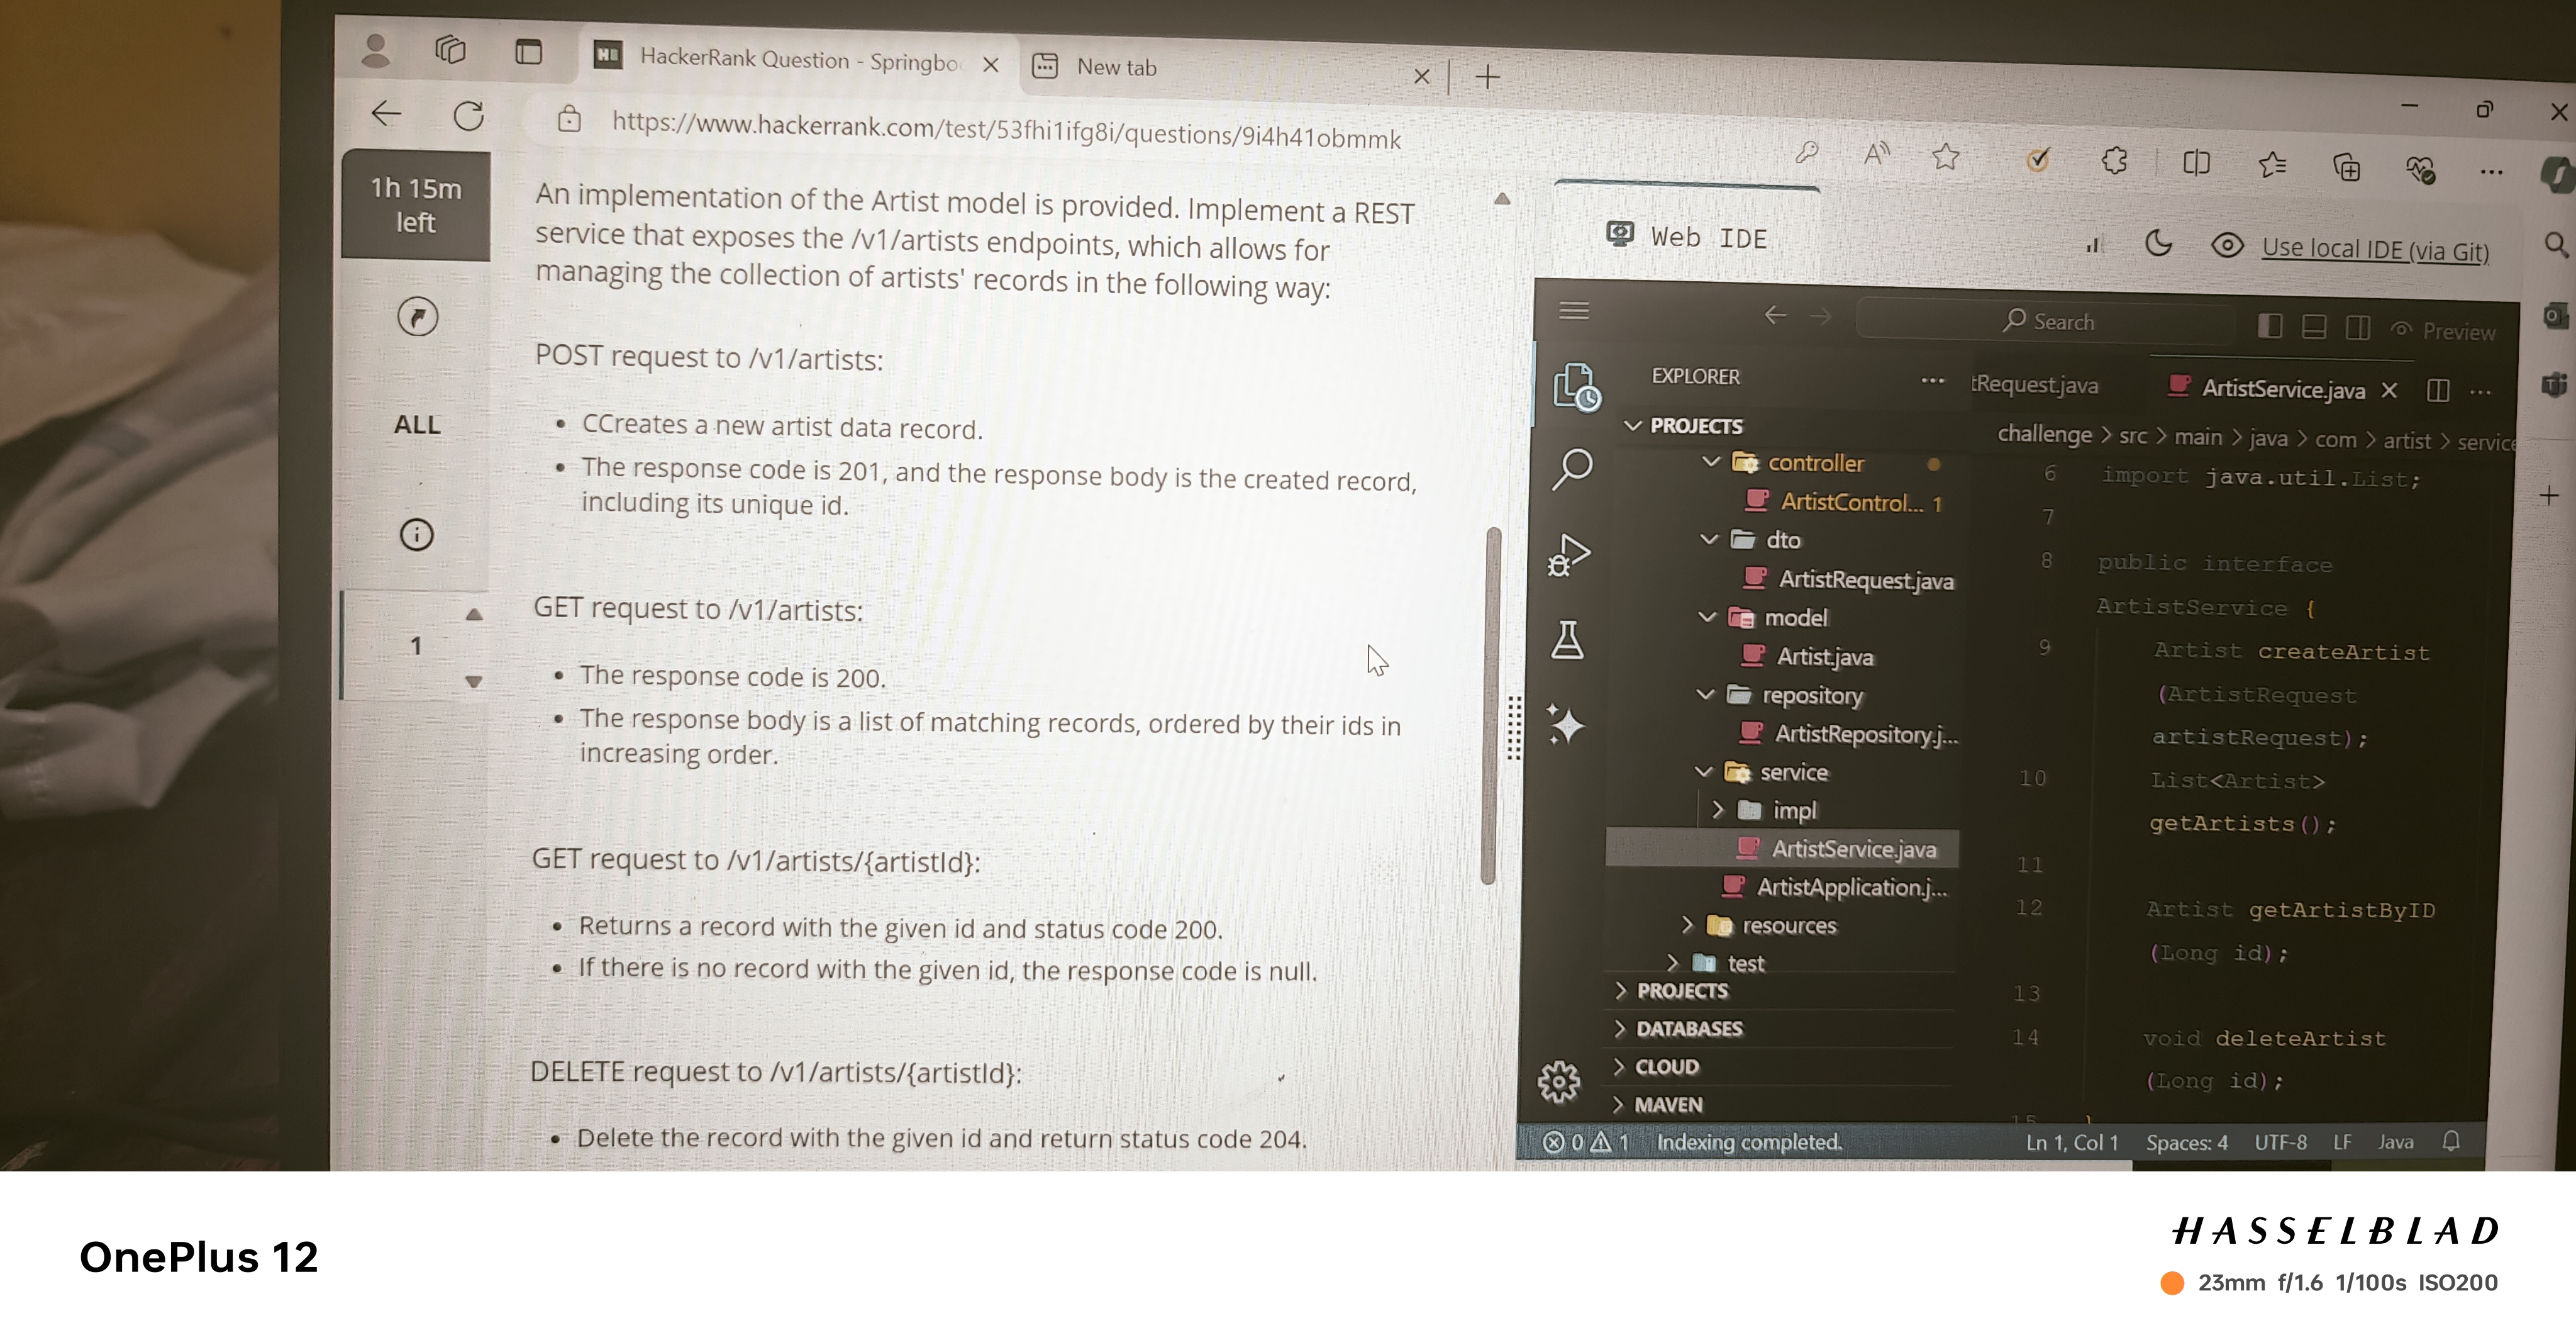 HackerRank Question - Springbo
New tab
https://www.hackerrank.com/test/53fhi1ifg8i/questions/9i4h41obmmk
1h 15m
left
ALL
1
An implementation of the Artist model is provided. Implement a REST
service that exposes the /v1/artists endpoints, which allows for
managing the collection of artists' records in the following way:
POST request to /v1/artists:
• CCreates a new artist data record.
• The response code is 201, and the response body is the created record,
including its unique id.
GET request to /v1/artists:
• The response code is 200.
• The response body is a list of matching records, ordered by their ids in
increasing order.
GET request to /v1/artists/{artistId}:
• Returns a record with the given id and status code 200.
• If there is no record with the given id, the response code is null.
DELETE request to /v1/artists/{artistId}:
• Delete the record with the given id and return status code 204.
Web IDE
Use local IDE (via Git)
Search
Preview
EXPLORER
PROJECTS
controller
ArtistControl... 1
dto
ArtistRequest.java
model
Artist.java
repository
ArtistRepository.j...
service
impl
ArtistService.java
ArtistApplication.j...
resources
test
PROJECTS
DATABASES
CLOUD
MAVEN
tRequest.java
ArtistService.java
challenge > src > main > java > com > artist > service
6 import java.util.List;
7
8 public interface
ArtistService {
9 Artist createArtist
(ArtistRequest
artistRequest);
10 List<Artist>
getArtists();
11
12 Artist getArtistByID
(Long id);
13
14 void deleteArtist
(Long id);
15 }
0 1 Indexing completed.
Ln 1, Col 1 Spaces: 4 UTF-8 LF Java
OnePlus 12
HASSELBLAD
23mm f/1.6 1/100s ISO200